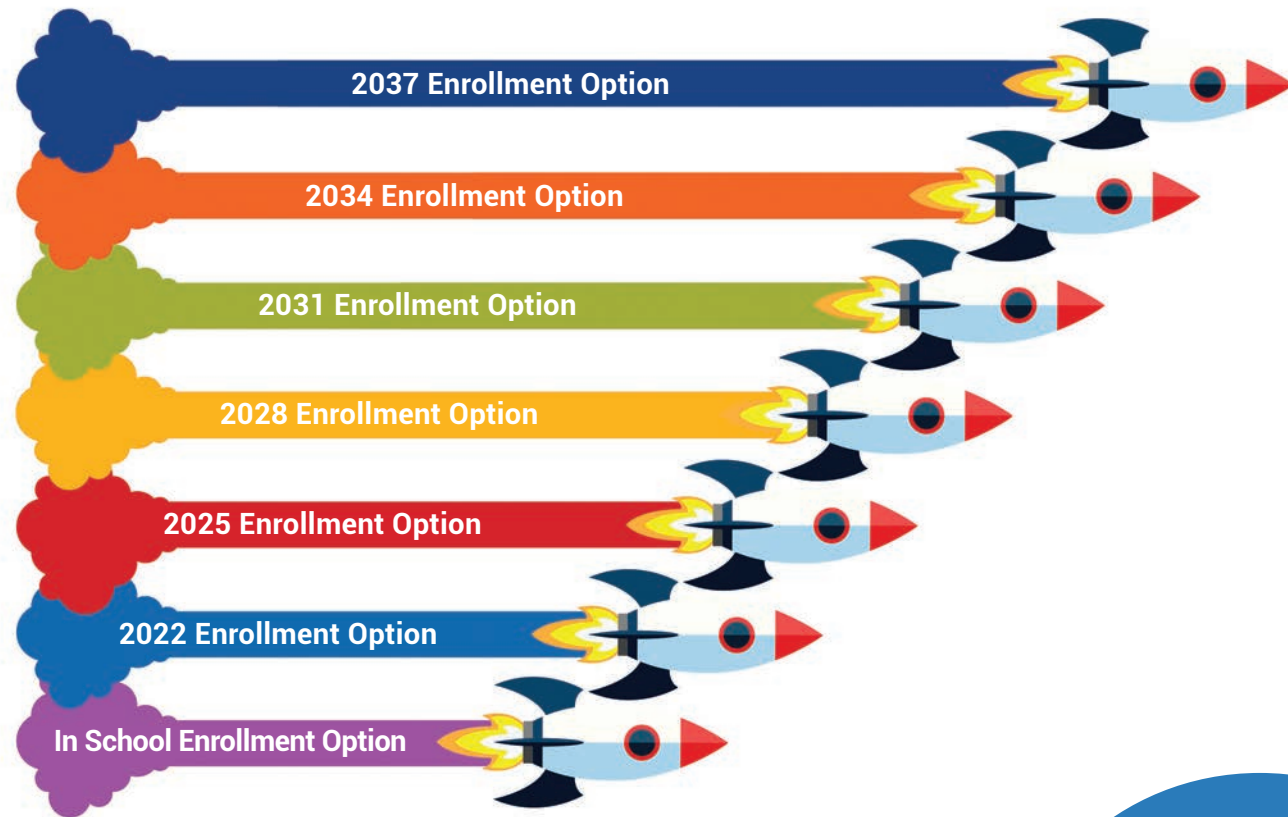 2037 Enrollment Option
2034 Enrollment Option
2031 Enrollment Option
2028 Enrollment Option
2025 Enrollment Option
2022 Enrollment Option
In School Enrollment Option